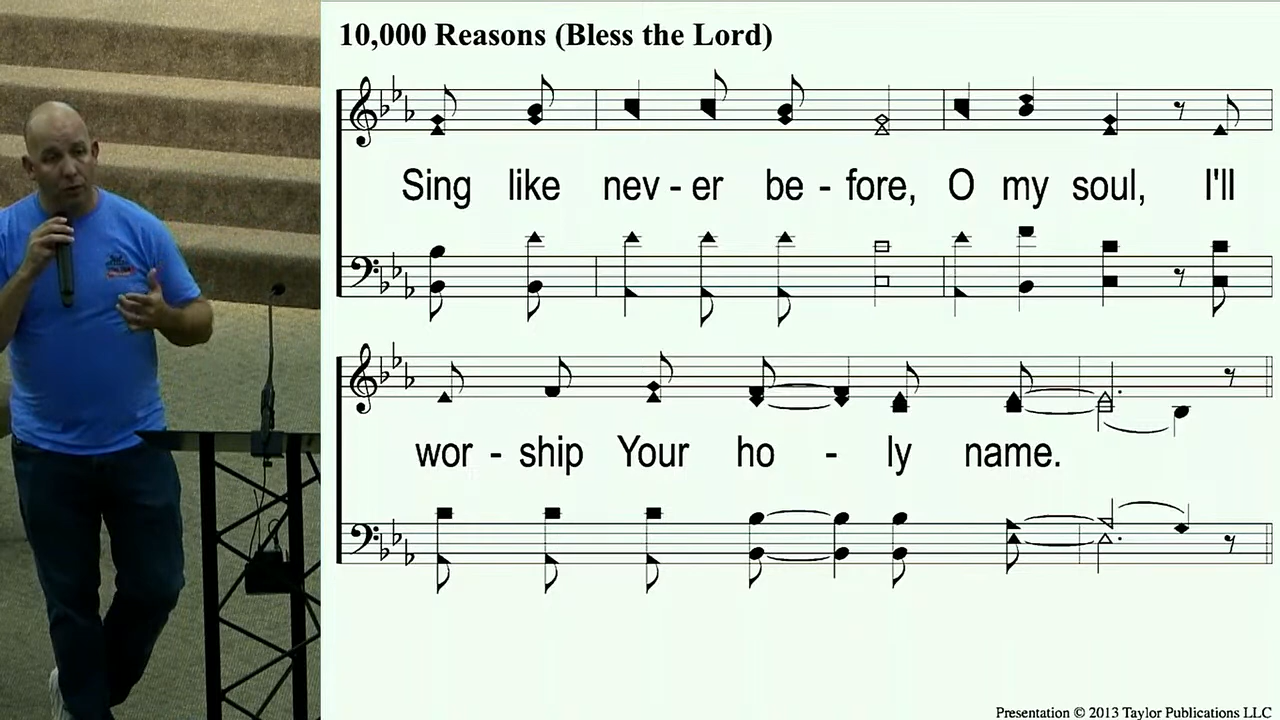 10,000 Reasons (Bless the Lord)
Sing like nev - er be - fore, O my soul, I'll
wor - ship Your ho - ly name.
Presentation © 2013 Taylor Publications LLC